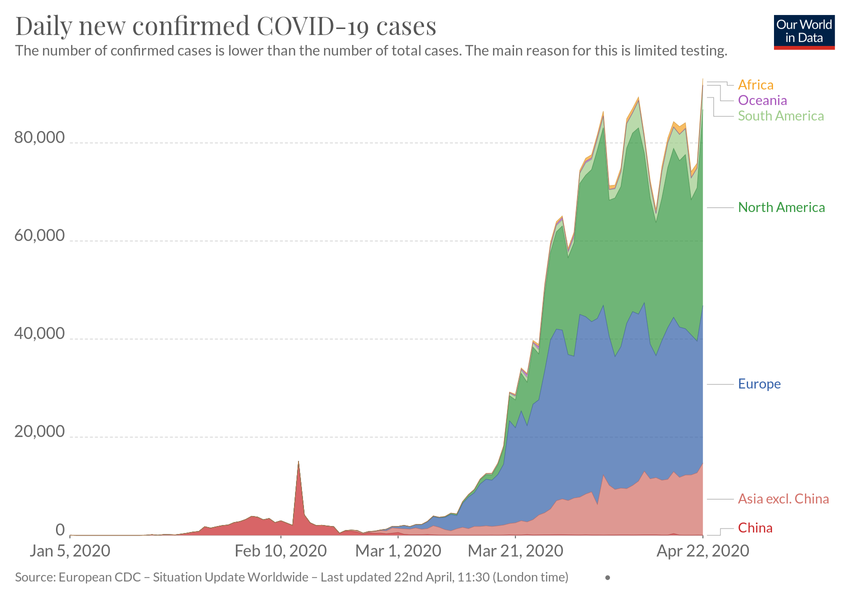 Daily new confirmed COVID-19 cases
The number of confirmed cases is lower than the number of total cases. The main reason for this is limited testing.
Our World
in Data
Africa
Oceania
South America
80,000
North America
60,000
40,000
Europe
20,000
Asia excl. China
China
0
Jan 5, 2020
Feb 10, 2020
Mar 1, 2020
Mar 21, 2020
Apr 22, 2020
Source: European CDC – Situation Update Worldwide – Last updated 22nd April, 11:30 (London time)